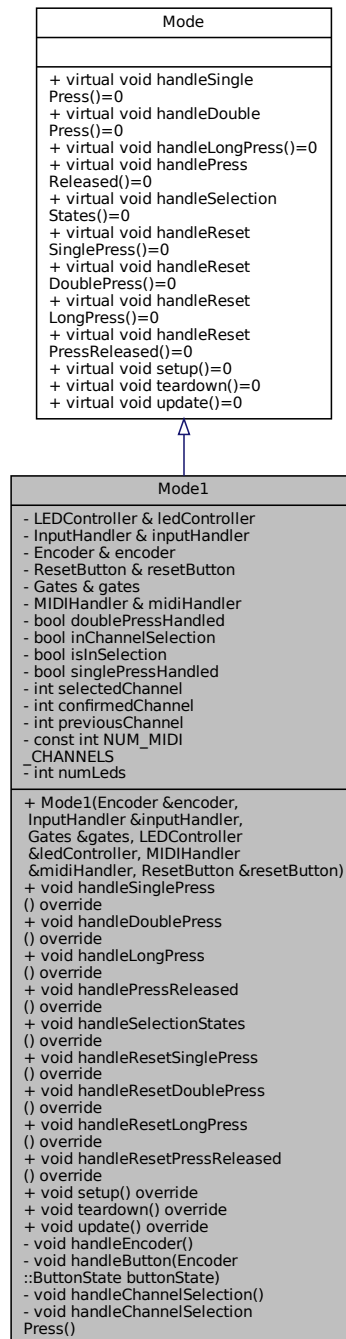 Mode
+ virtual void handleSingle
Press()=0
+ virtual void handleDouble
Press()=0
+ virtual void handleLongPress()=0
+ virtual void handlePress
Released()=0
+ virtual void handleSelection
States()=0
+ virtual void handleReset
SinglePress()=0
+ virtual void handleReset
DoublePress()=0
+ virtual void handleReset
LongPress()=0
+ virtual void handleReset
PressReleased()=0
+ virtual void setup()=0
+ virtual void teardown()=0
+ virtual void update()=0
Mode1
- LEDController & ledController
- InputHandler & inputHandler
- Encoder & encoder
- ResetButton & resetButton
- Gates & gates
- MIDIHandler & midiHandler
- bool doublePressHandled
- bool inChannelSelection
- bool isInSelection
- bool singlePressHandled
- int selectedChannel
- int confirmedChannel
- int previousChannel
- const int NUM_MIDI
_CHANNELS
- int numLeds
+ Mode1(Encoder &encoder,
InputHandler &inputHandler,
Gates &gates, LEDController
&ledController, MIDIHandler
&midiHandler, ResetButton &resetButton)
+ void handleSinglePress
() override
+ void handleDoublePress
() override
+ void handleLongPress
() override
+ void handlePressReleased
() override
+ void handleSelectionStates
() override
+ void handleResetSinglePress
() override
+ void handleResetDoublePress
() override
+ void handleResetLongPress
() override
+ void handleResetPressReleased
() override
+ void setup() override
+ void teardown() override
+ void update() override
- void handleEncoder()
- void handleButton(Encoder
::ButtonState buttonState)
- void handleChannelSelection()
- void handleChannelSelection
Press()